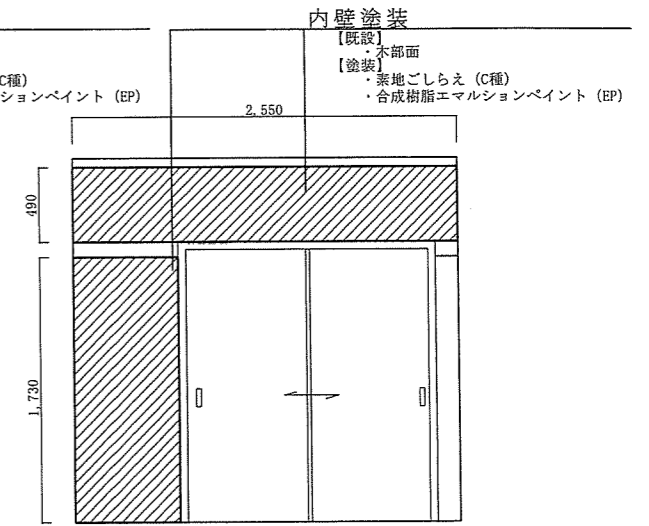 内壁塗装
【既設】
・木部面
【塗装】
・素地ごしらえ（C種）
・合成樹脂エマルションペイント（EP）
C種）
ションペイント（EP）
2,550
490
1,730